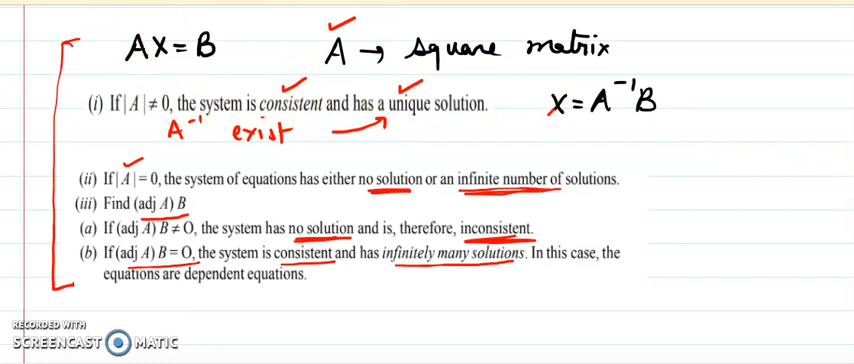 AX = B A → square matrix
(i) If | A | ≠ 0, the system is consistent and has a unique solution. X = A⁻¹B
A⁻¹ exist
(ii) If | A | = 0, the system of equations has either no solution or an infinite number of solutions.
(iii) Find (adj A) B
(a) If (adj A) B ≠ O, the system has no solution and is, therefore, inconsistent.
(b) If (adj A) B = O, the system is consistent and has infinitely many solutions. In this case, the
equations are dependent equations.
RECORDED WITH
SCREENCAST O MATIC